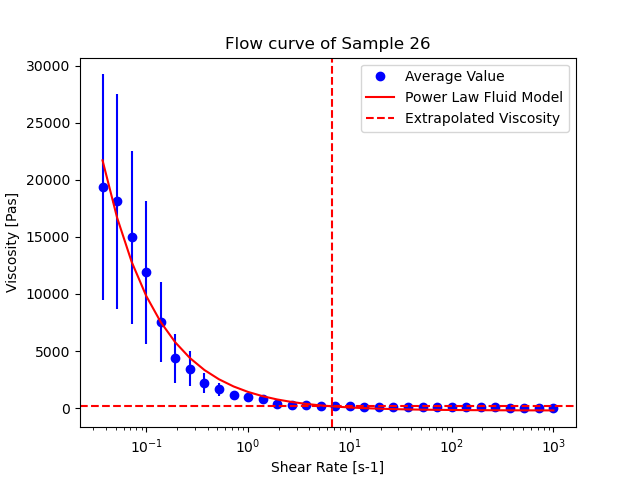 Flow curve of Sample 26
30000
25000
20000
15000
10000
5000
0
Viscosity [Pas]
Average Value
Power Law Fluid Model
Extrapolated Viscosity
10⁻¹
10⁰
10¹
10²
10³
Shear Rate [s-1]